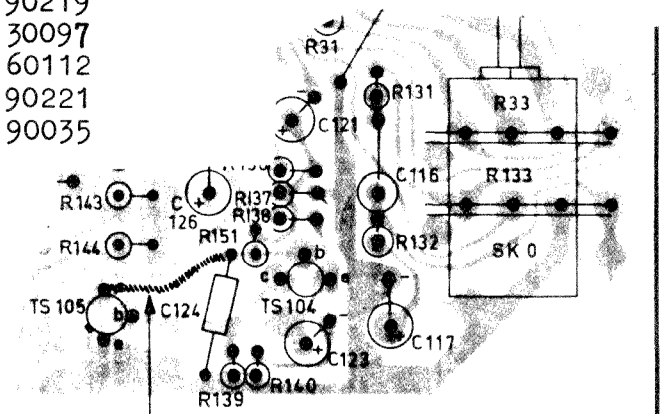 90219
30097
60112
90221
90035
R31
R131
R33
C121
C116
R133
R143
C
126
R137
R138
R144
R151
R132
SK 0
b
c
TS 105
b
C124
TS 104
C117
C123
R139
R140